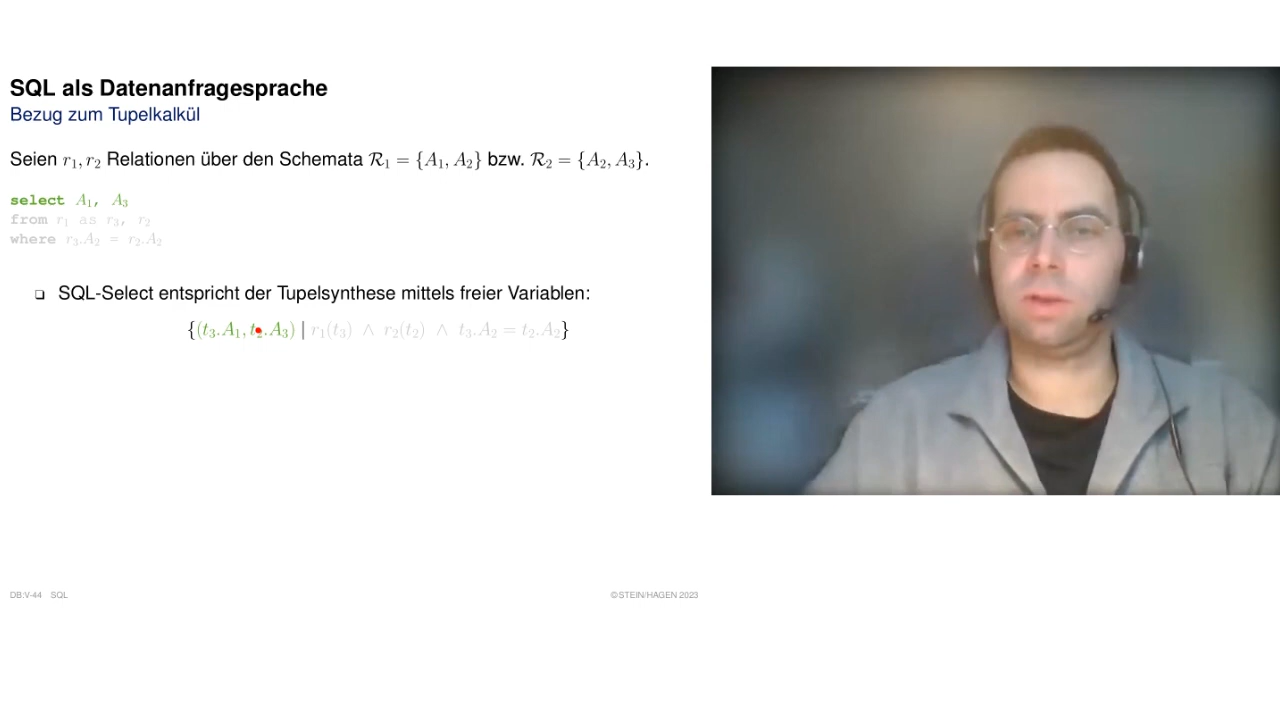 SQL als Datenanfragesprache
Bezug zum Tupelkalkül
Seien r₁, r₂ Relationen über den Schemata ℛ₁ = {A₁, A₂} bzw. ℛ₂ = {A₂, A₃}.
select A₁, A₃
from r₁ as r₃, r₂
where r₃.A₂ = r₂.A₂
❑ SQL-Select entspricht der Tupelsynthese mittels freier Variablen:
{(t₃.A₁, t₂.A₃) | r₁(t₃) ∧ r₂(t₂) ∧ t₃.A₂ = t₂.A₂}
DB:V-44 SQL
©STEIN/HAGEN 2023